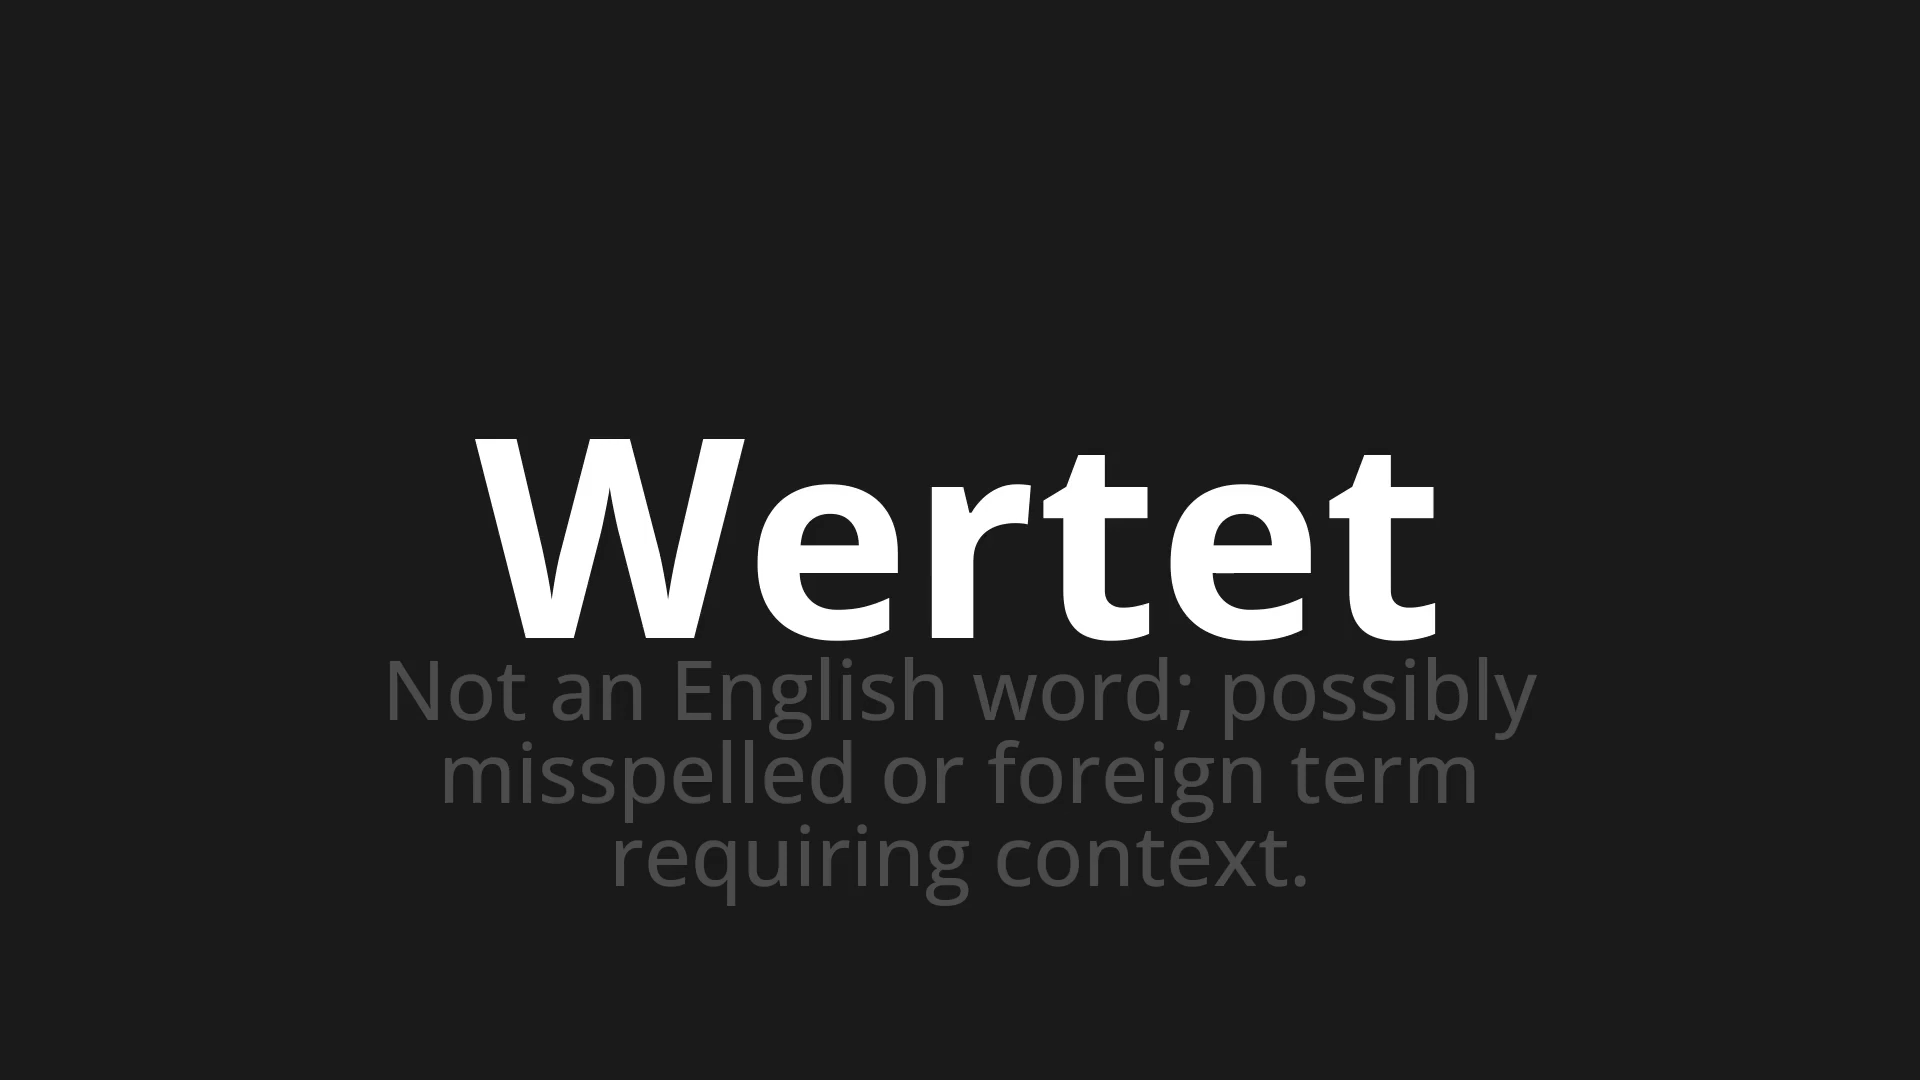 Wertet
Not an English word; possibly
misspelled or foreign term
requiring context.